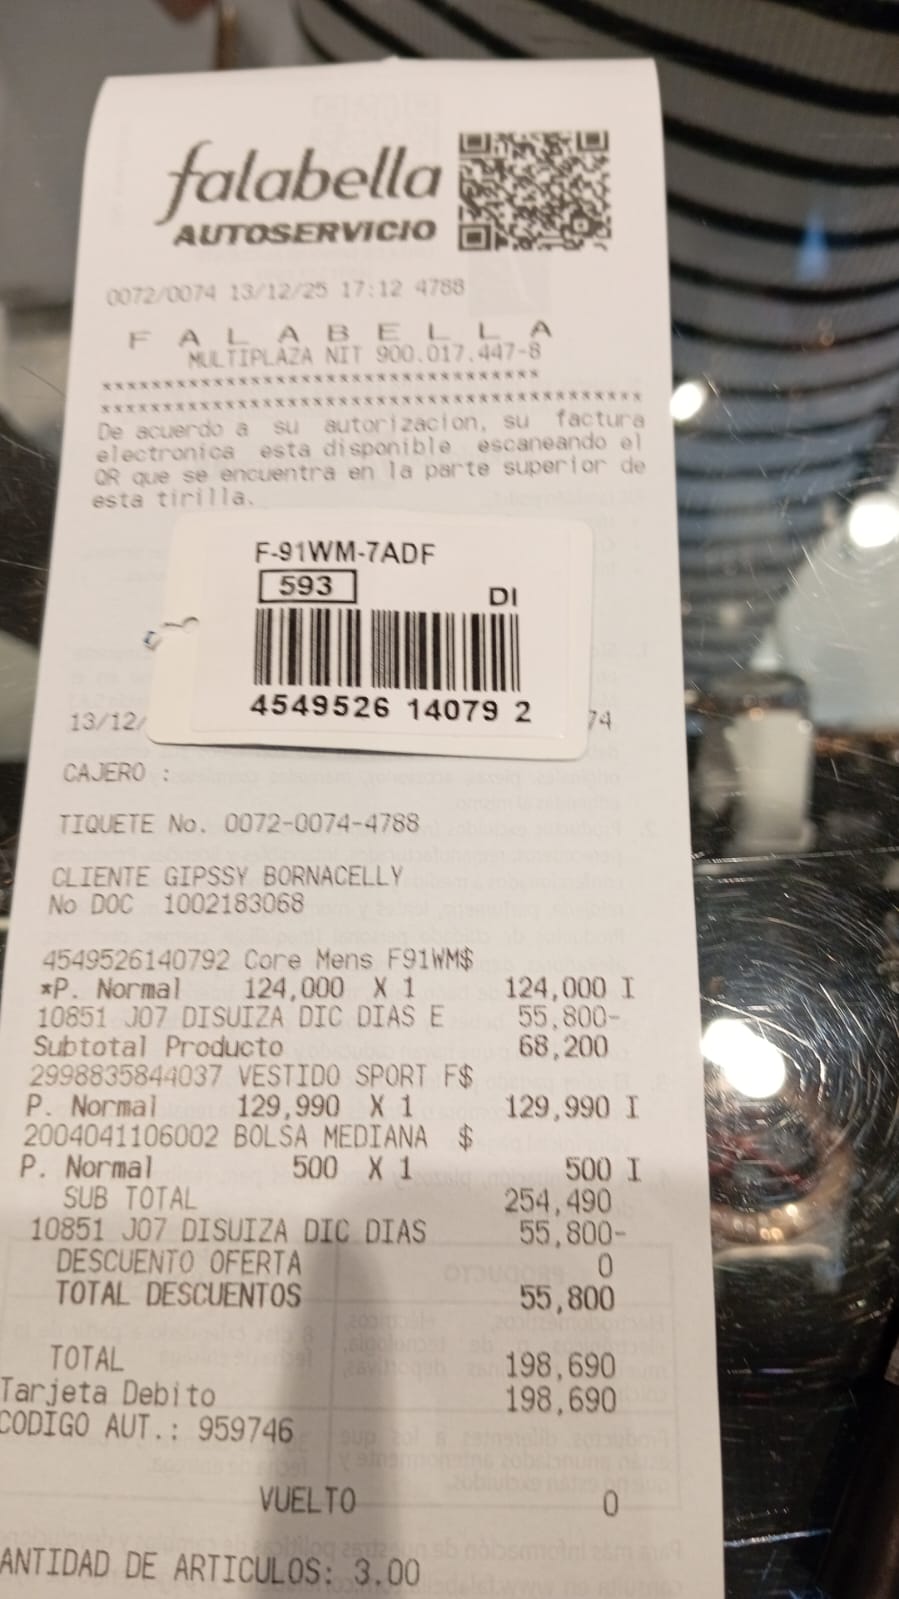 falabella
AUTOSERVICIO
0072/0074 13/12/25 17:12 4788
F A L A B E L L A
MULTIPLAZA NIT 900.017.447-8
De acuerdo a su autorizacion, su factura
electronica esta disponible escaneando el
QR que se encuentra en la parte superior de
esta tirilla.
F-91WM-7ADF
593
DI
4549526 14079 2
13/12/ 74
CAJERO :
TIQUETE No. 0072-0074-4788
CLIENTE GIPSSY BORNACELLY
No DOC 1002183068
4549526140792 Core Mens F91WM$
*P. Normal 124,000 X 1 124,000 I
10851 J07 DISUIZA DIC DIAS E 55,800-
Subtotal Producto 68,200
2998835844037 VESTIDO SPORT F$
P. Normal 129,990 X 1 129,990 I
2004041106002 BOLSA MEDIANA $
P. Normal 500 X 1 500 I
SUB TOTAL 254,490
10851 J07 DISUIZA DIC DIAS 55,800-
DESCUENTO OFERTA 0
TOTAL DESCUENTOS 55,800
TOTAL 198,690
Tarjeta Debito 198,690
CODIGO AUT.: 959746
VUELTO 0
ANTIDAD DE ARTICULOS: 3.00